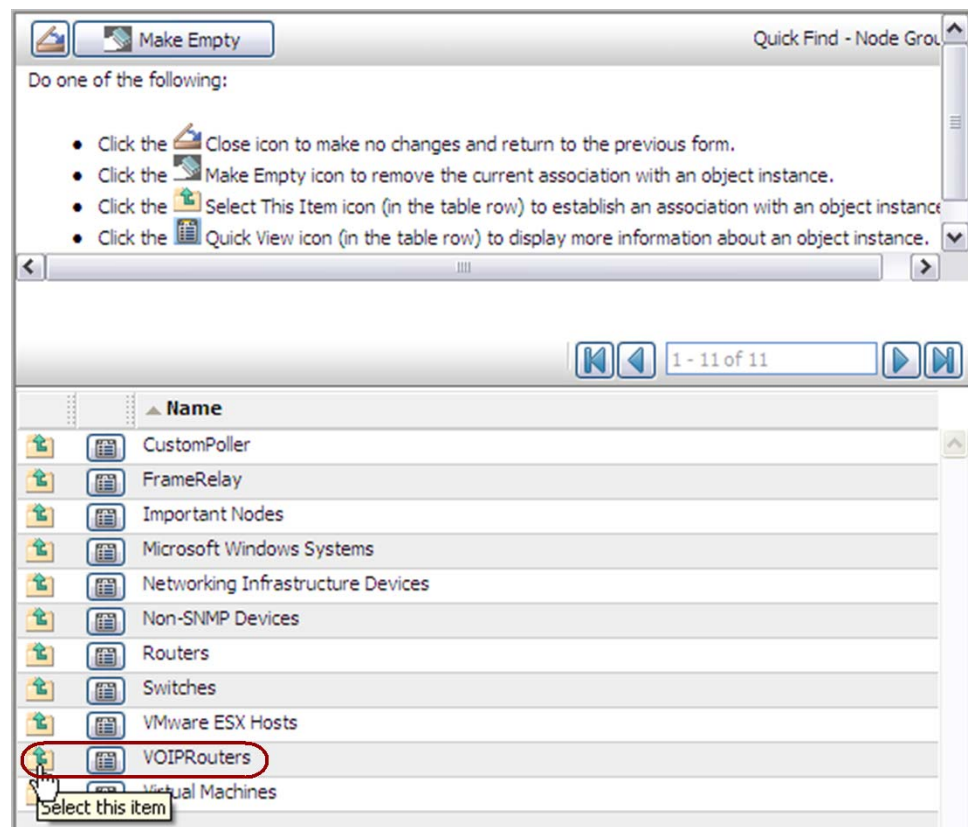 Make Empty
Quick Find - Node Grou
Do one of the following:
Click the Close icon to make no changes and return to the previous form.
Click the Make Empty icon to remove the current association with an object instance.
Click the Select This Item icon (in the table row) to establish an association with an object instance
Click the Quick View icon (in the table row) to display more information about an object instance.
1 - 11 of 11
Name
CustomPoller
FrameRelay
Important Nodes
Microsoft Windows Systems
Networking Infrastructure Devices
Non-SNMP Devices
Routers
Switches
VMware ESX Hosts
VOIPRouters
Virtual Machines
Select this item